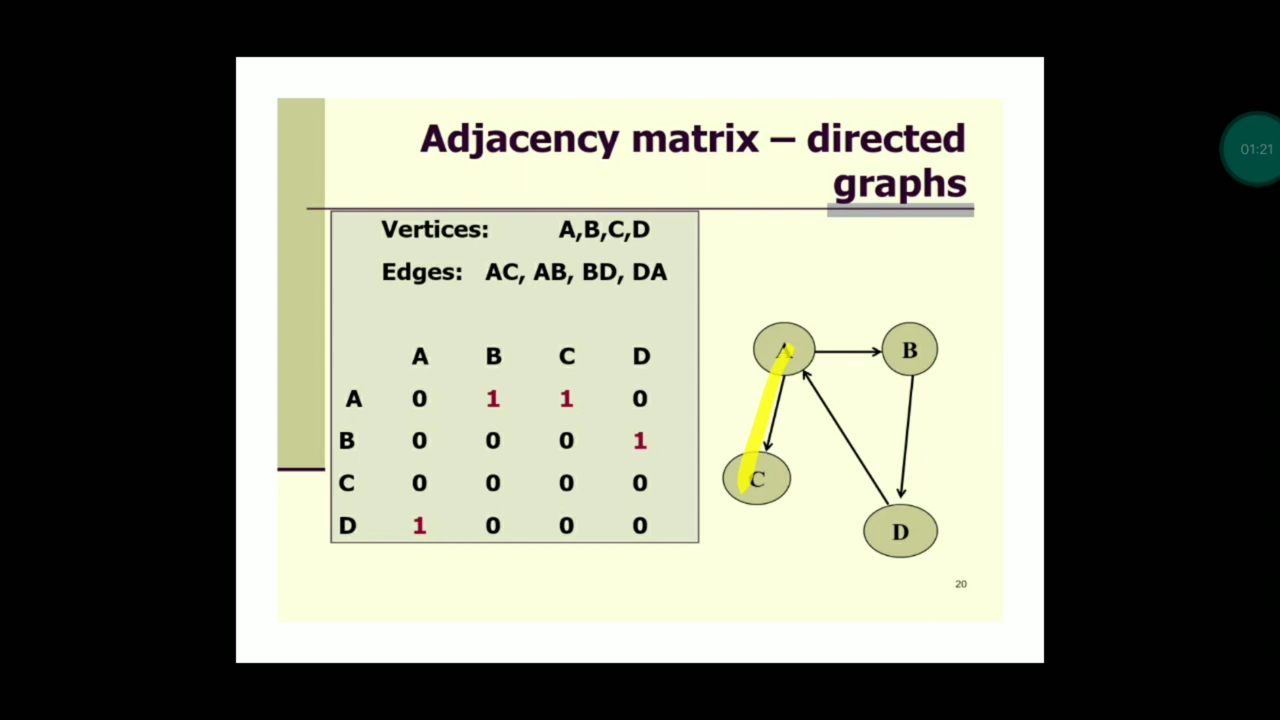 Adjacency matrix – directed
graphs
Vertices: A,B,C,D
Edges: AC, AB, BD, DA
A B C D
A 0 1 1 0
B 0 0 0 1
C 0 0 0 0
D 1 0 0 0
A
B
C
D
20
01:21